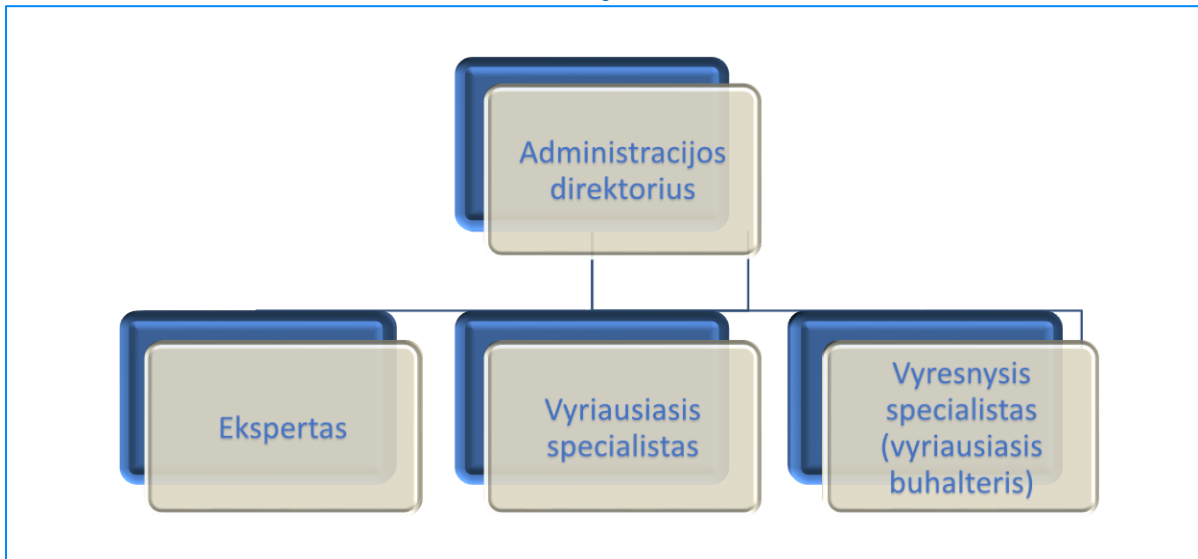 Administracijos
direktorius
Ekspertas
Vyriausiasis
specialistas
Vyresnysis
specialistas
(vyriausiasis
buhalteris)